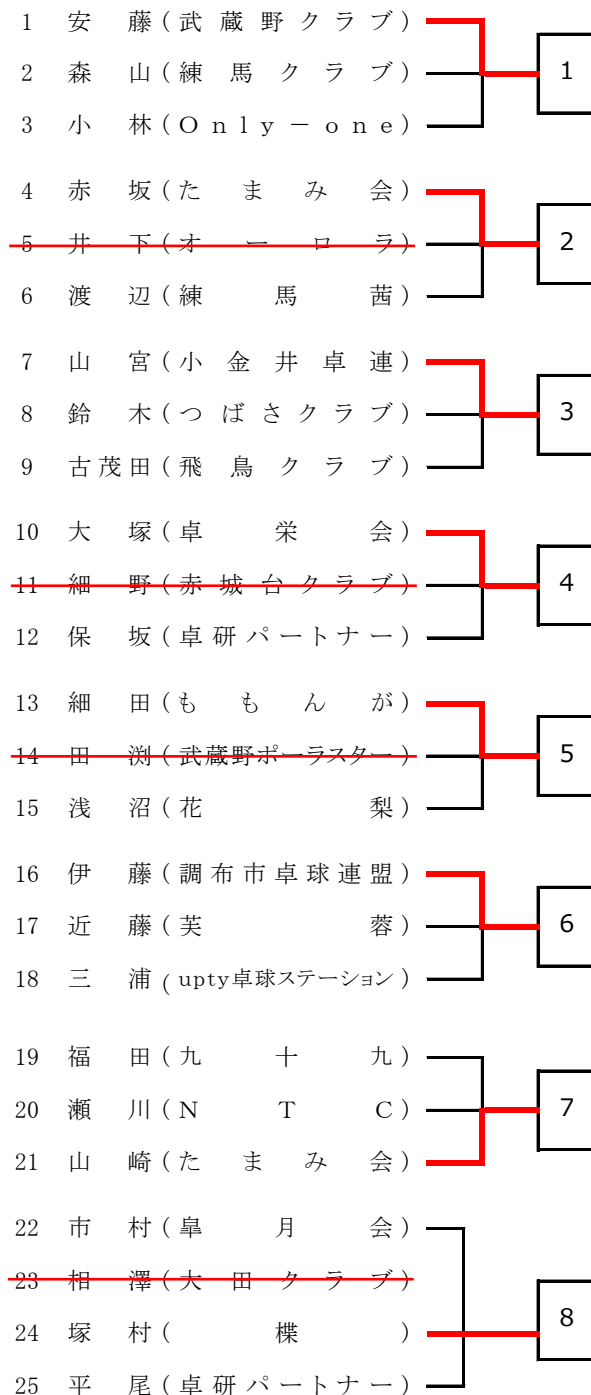 1 安藤(武蔵野クラブ)
2 森山(練馬クラブ) 1
3 小林(Only－one)
4 赤坂(たまみ会)
5 井下(オーロラ) 2
6 渡辺(練馬茜)
7 山宮(小金井卓連)
8 鈴木(つばさクラブ) 3
9 古茂田(飛鳥クラブ)
10 大塚(卓栄会)
11 細野(赤城台クラブ) 4
12 保坂(卓研パートナー)
13 細田(ももんが)
14 田渕(武蔵野ポーラスター) 5
15 浅沼(花梨)
16 伊藤(調布市卓球連盟)
17 近藤(芙蓉) 6
18 三浦(upty卓球ステーション)
19 福田(九十九)
20 瀬川(NTC) 7
21 山崎(たまみ会)
22 市村(皐月会)
23 相澤(大田クラブ)
24 塚村(楪) 8
25 平尾(卓研パートナー)